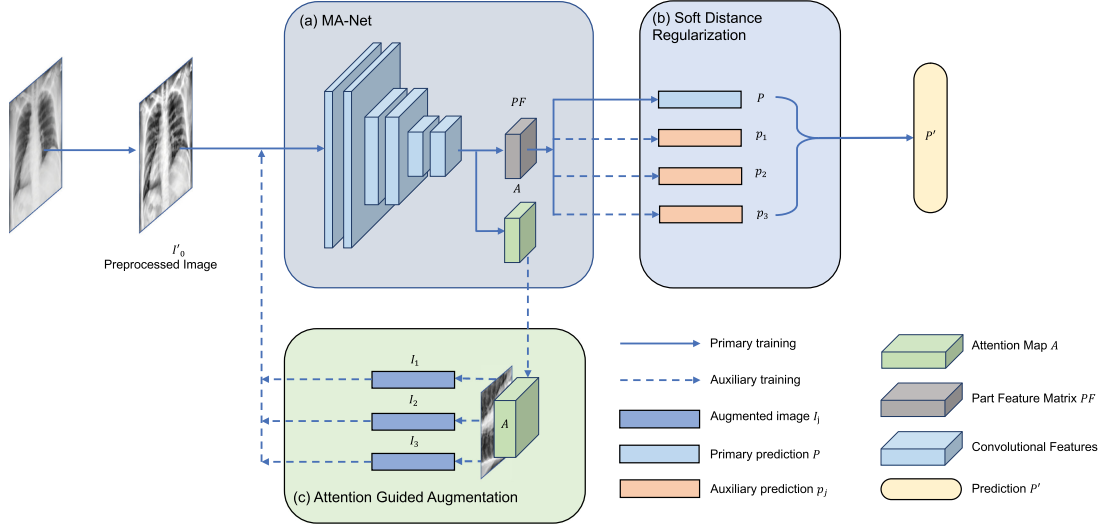 (a) MA-Net
(b) Soft Distance
Regularization
PF
A
P
p₁
p₂
p₃
P'
I'₀
Preprocessed Image
I₁
I₂
I₃
A
(c) Attention Guided Augmentation
Primary training
Auxiliary training
Augmented image Iⱼ
Primary prediction P
Auxiliary prediction pⱼ
Attention Map A
Part Feature Matrix PF
Convolutional Features
Prediction P'